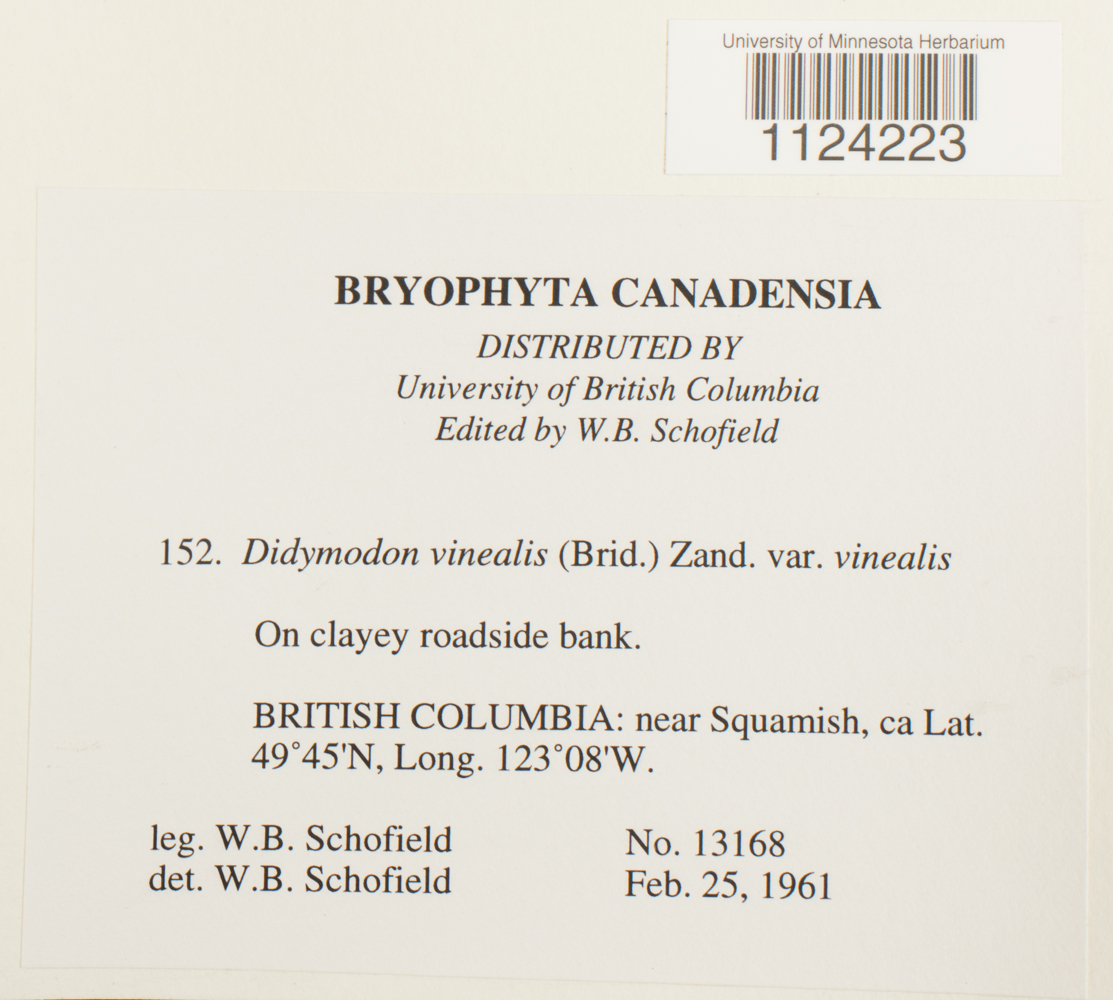 University of Minnesota Herbarium
1124223
BRYOPHYTA CANADENSIA
DISTRIBUTED BY
University of British Columbia
Edited by W.B. Schofield
152. Didymodon vinealis (Brid.) Zand. var. vinealis
On clayey roadside bank.
BRITISH COLUMBIA: near Squamish, ca Lat.
49°45'N, Long. 123°08'W.
leg. W.B. Schofield No. 13168
det. W.B. Schofield Feb. 25, 1961